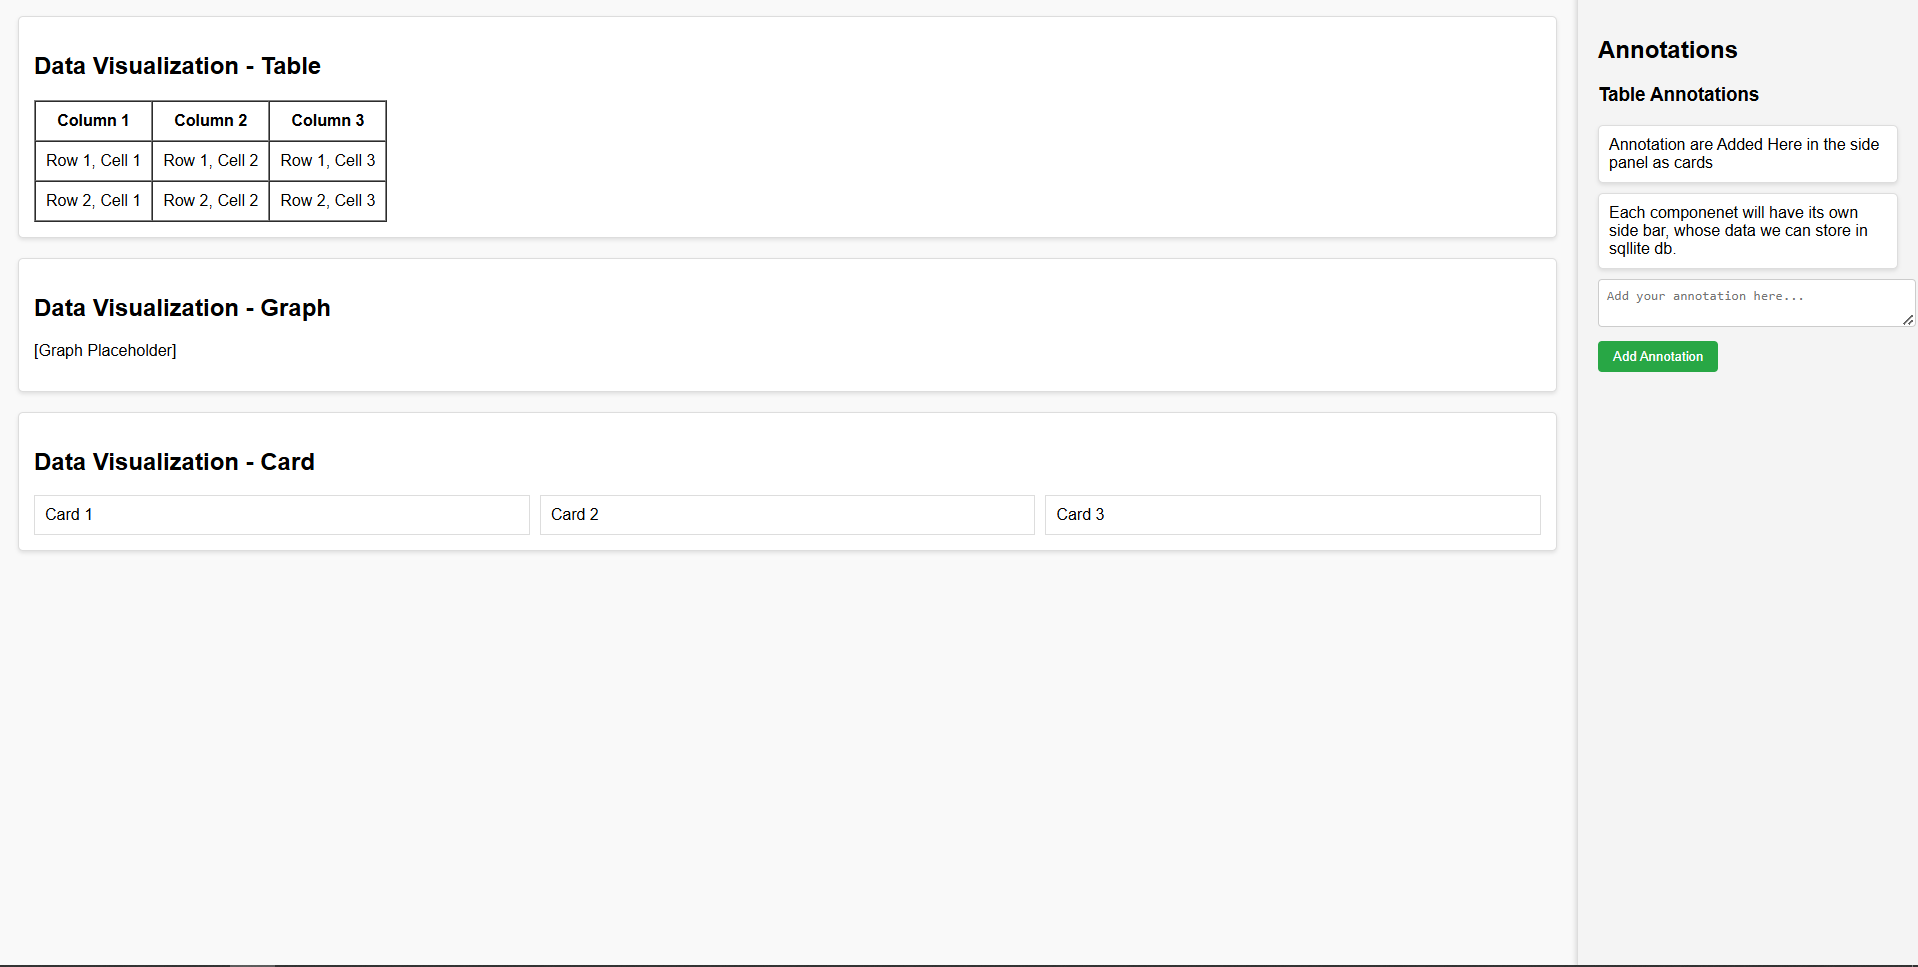 Data Visualization - Table
Column 1 Column 2 Column 3
Row 1, Cell 1 Row 1, Cell 2 Row 1, Cell 3
Row 2, Cell 1 Row 2, Cell 2 Row 2, Cell 3
Data Visualization - Graph
[Graph Placeholder]
Data Visualization - Card
Card 1 Card 2 Card 3
Annotations
Table Annotations
Annotation are Added Here in the side
panel as cards
Each componenet will have its own
side bar, whose data we can store in
sqllite db.
Add your annotation here...
Add Annotation